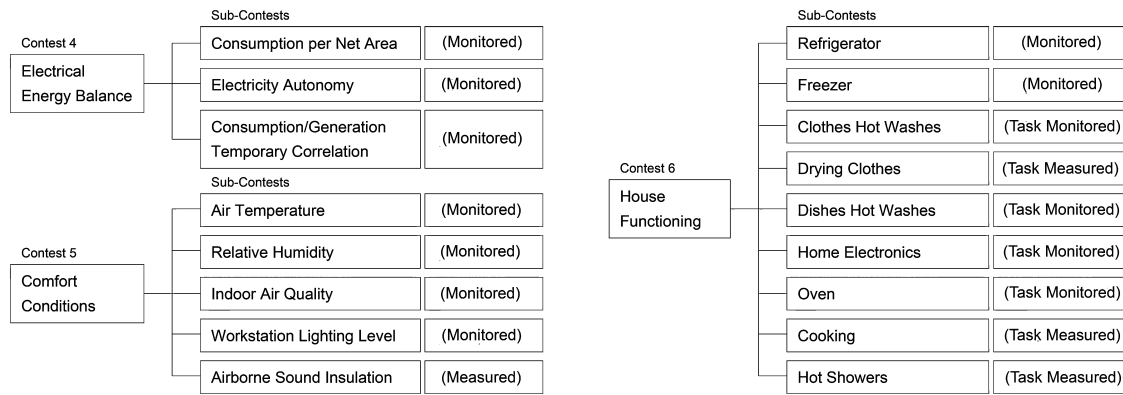 Sub-Contests
Contest 4
Electrical
Energy Balance
Consumption per Net Area (Monitored)
Electricity Autonomy (Monitored)
Consumption/Generation
Temporary Correlation
(Monitored)
Sub-Contests
Contest 5
Comfort
Conditions
Air Temperature (Monitored)
Relative Humidity (Monitored)
Indoor Air Quality (Monitored)
Workstation Lighting Level (Monitored)
Airborne Sound Insulation (Measured)
Sub-Contests
Contest 6
House
Functioning
Refrigerator (Monitored)
Freezer (Monitored)
Clothes Hot Washes (Task Monitored)
Drying Clothes (Task Measured)
Dishes Hot Washes (Task Monitored)
Home Electronics (Task Monitored)
Oven (Task Monitored)
Cooking (Task Measured)
Hot Showers (Task Measured)